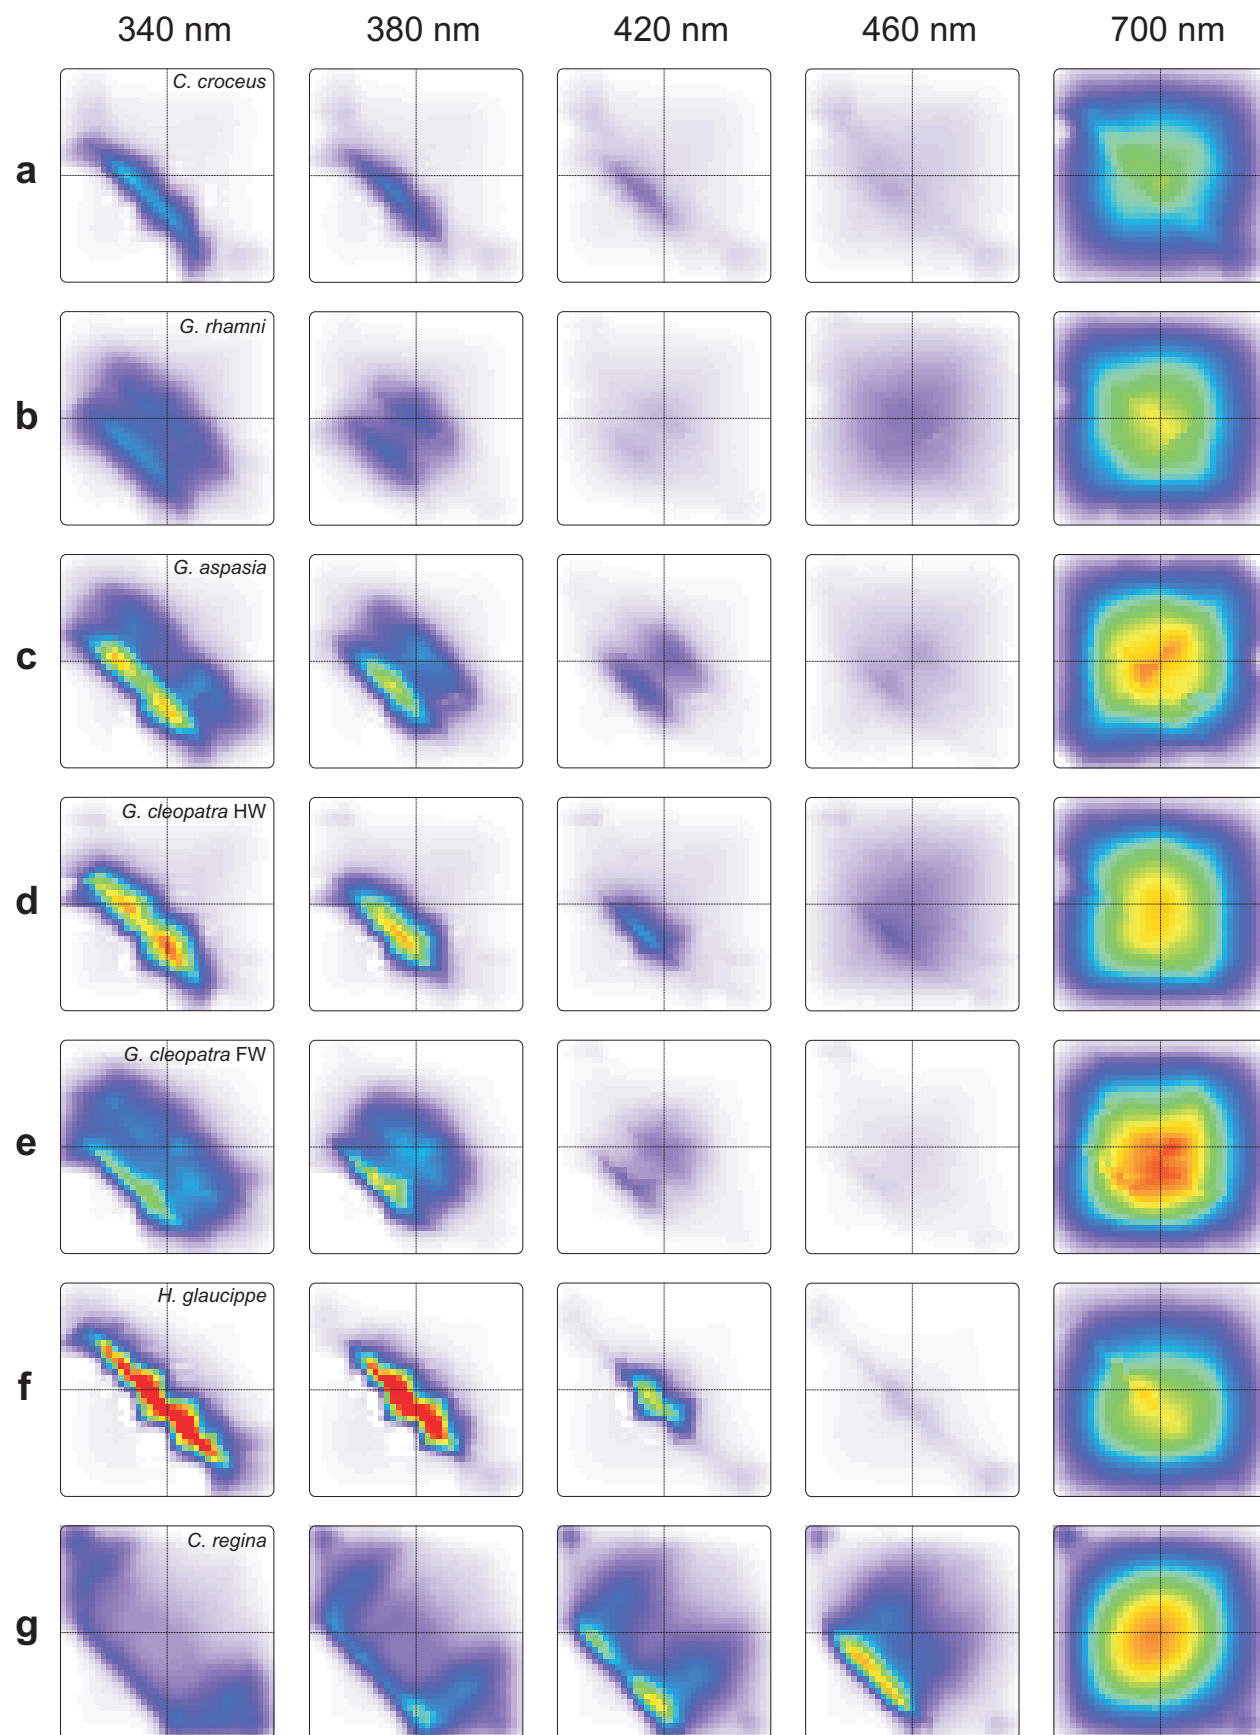 340 nm 380 nm 420 nm 460 nm 700 nm
C. croceus
a
G. rhamni
b
G. aspasia
c
G. cleopatra HW
d
G. cleopatra FW
e
H. glaucippe
f
C. regina
g